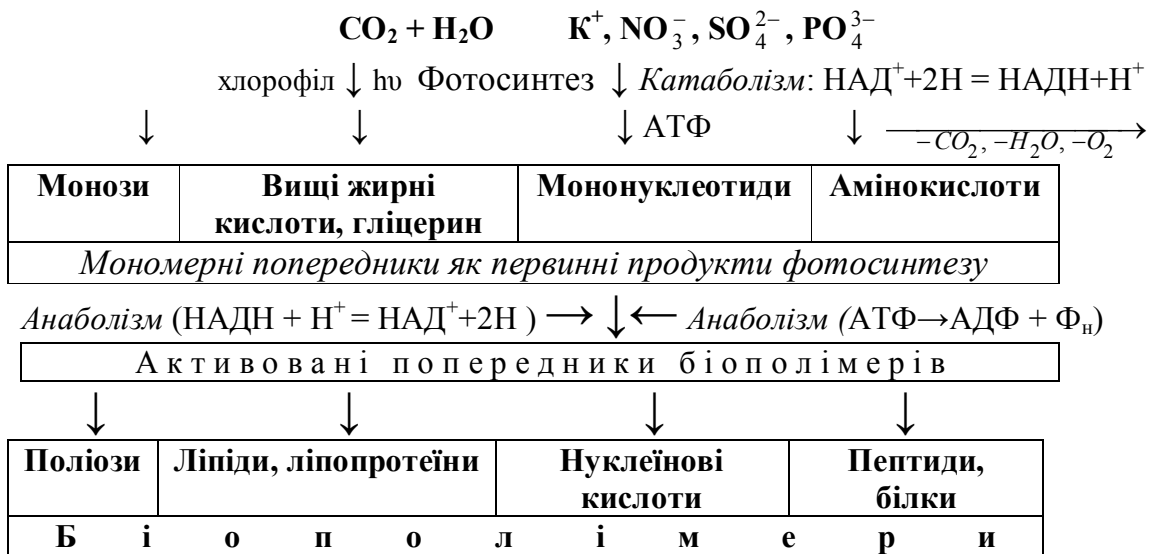 CO₂ + H₂O К⁺, NO₃⁻, SO₄²⁻, PO₄³⁻
хлорофіл ↓ hυ Фотосинтез ↓ Катаболізм: НАД⁺+2Н = НАДН+Н⁺
↓ ↓ ↓ АТФ ↓ −CO₂, −H₂O, −O₂
Монози Вищі жирні Мононуклеотиди Амінокислоти
кислоти, гліцерин
Мономерні попередники як первинні продукти фотосинтезу
Анаболізм (НАДН + Н⁺ = НАД⁺+2Н ) → ↓← Анаболізм (АТФ→АДФ + Фₙ)
Активовані попередники біополімерів
↓ ↓ ↓ ↓
Поліози Ліпіди, ліпопротеїни Нуклеїнові Пептиди,
кислоти білки
Біополімери